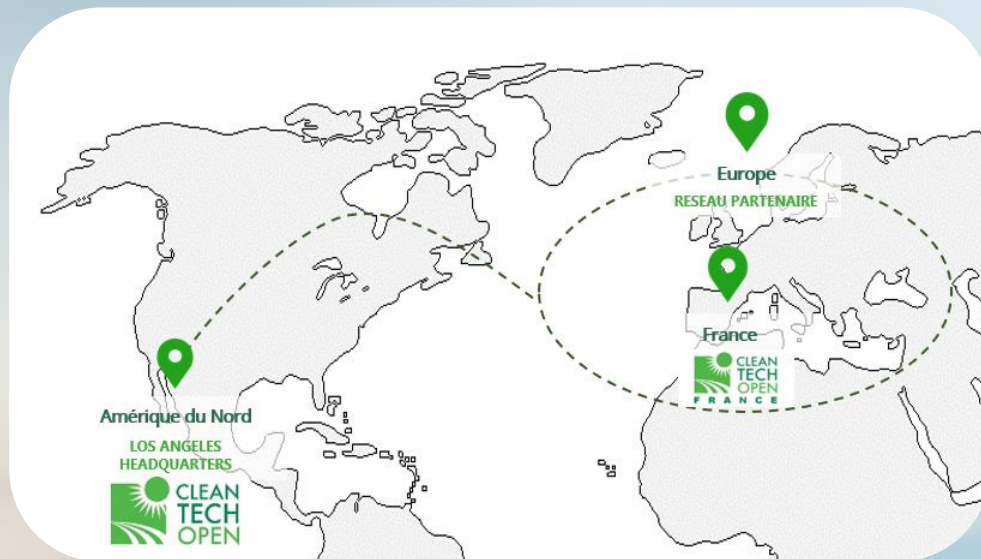 Europe
RESEAU PARTENAIRE
France
CLEAN
TECH
OPEN
FRANCE
Amérique du Nord
LOS ANGELES
HEADQUARTERS
CLEAN
TECH
OPEN